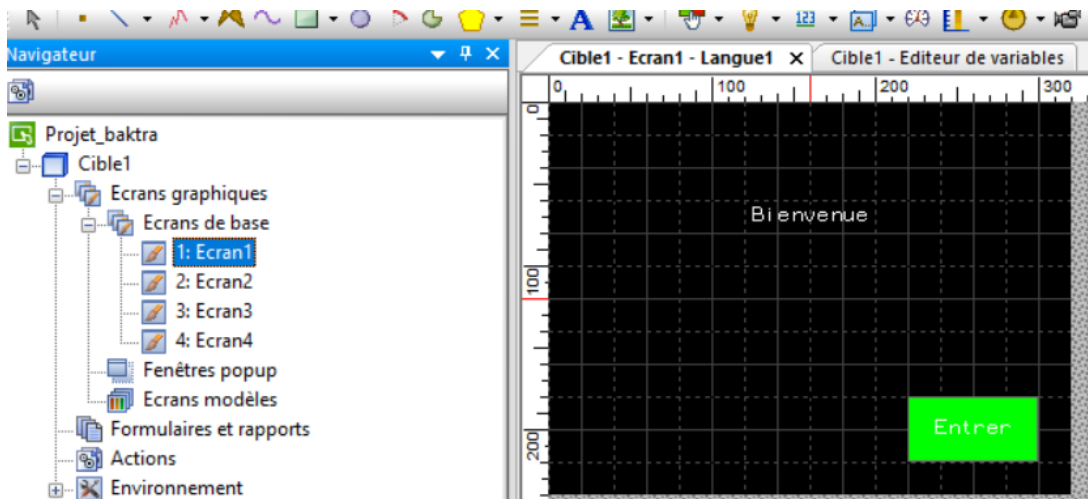 A
123
Navigateur
Projet_baktra
Cible1
Ecrans graphiques
Ecrans de base
1: Ecran1
2: Ecran2
3: Ecran3
4: Ecran4
Fenêtres popup
Ecrans modèles
Formulaires et rapports
Actions
Environnement
Cible1 - Ecran1 - Langue1 X Cible1 - Editeur de variables
0 100 200 300
0
100
200
Bienvenue
Entrer